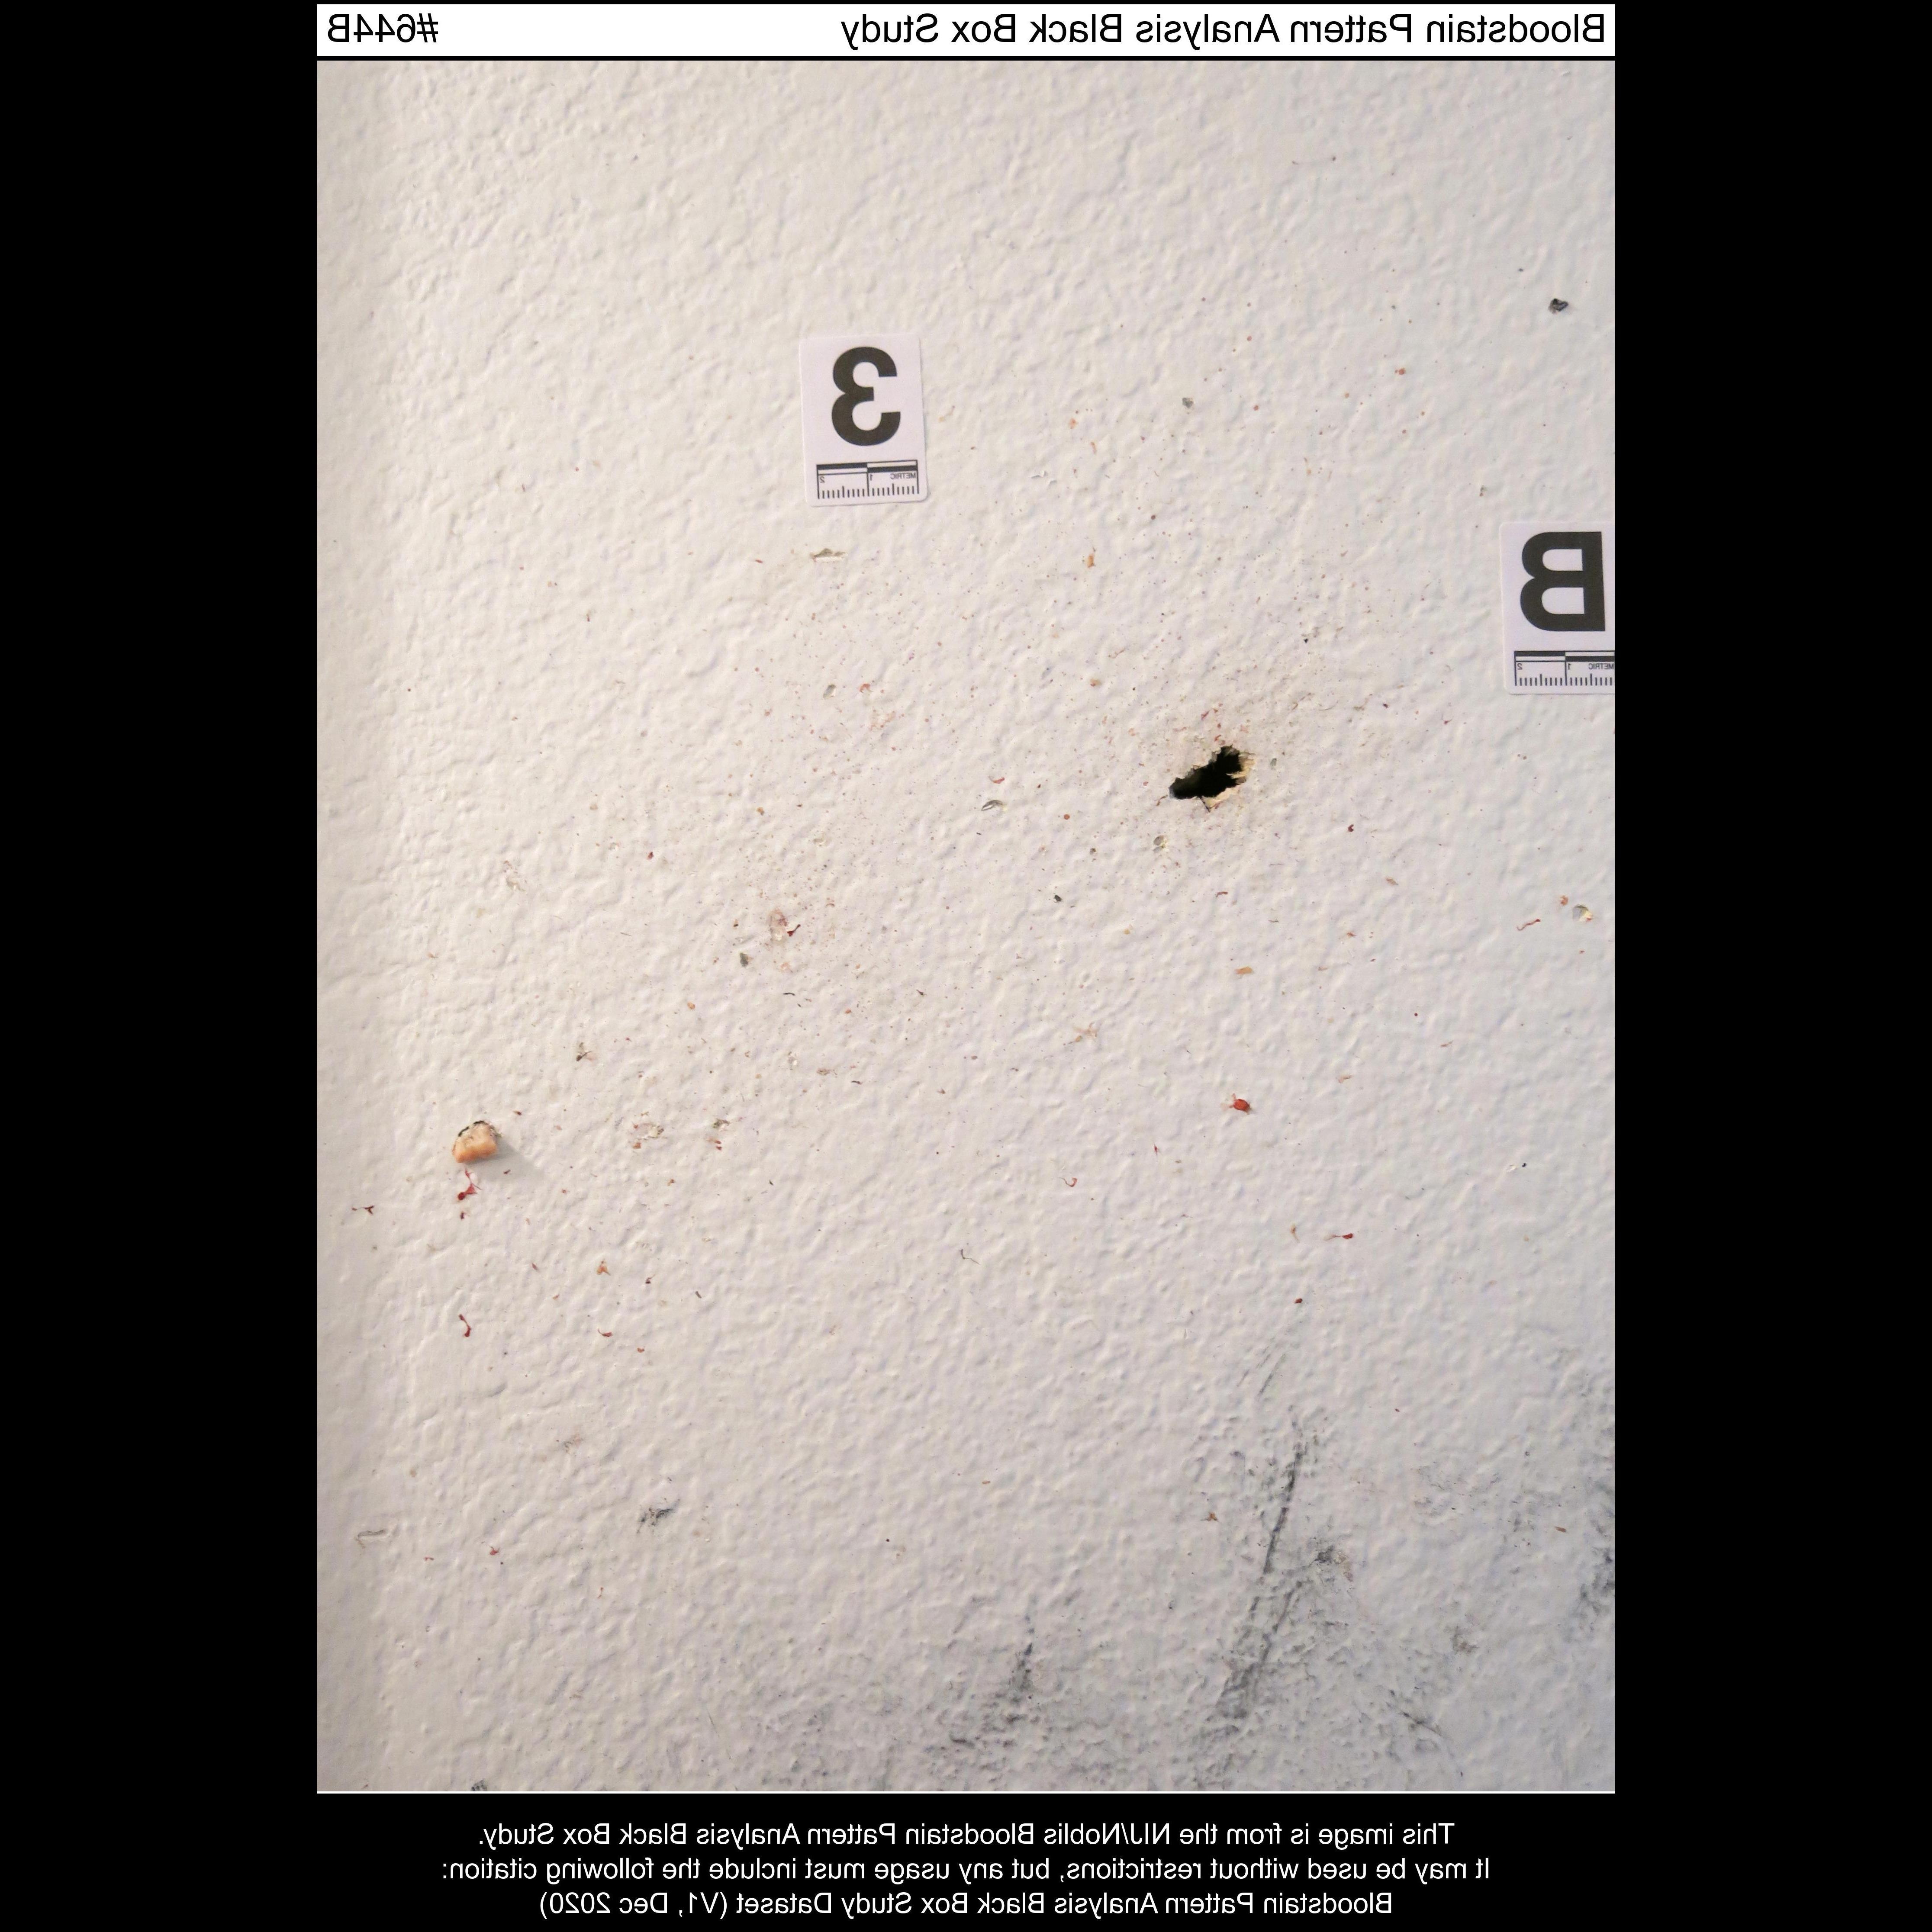 Bloodstain Pattern Analysis Black Box Study #644B
3
METRIC 1 2
B
METRIC 1 2
This image is from the NIJ/Noblis Bloodstain Pattern Analysis Black Box Study.
It may be used without restrictions, but any usage must include the following citation:
Bloodstain Pattern Analysis Black Box Study Dataset (V1, Dec 2020)